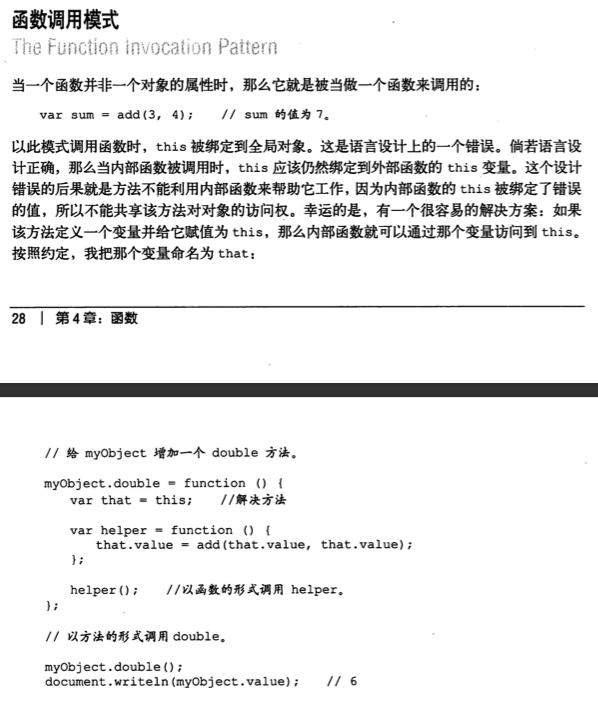 函数调用模式
The Function Invocation Pattern
当一个函数并非一个对象的属性时，那么它就是被当做一个函数来调用的：
var sum = add(3, 4);    // sum 的值为 7。
以此模式调用函数时，this 被绑定到全局对象。这是语言设计上的一个错误。倘若语言设
计正确，那么当内部函数被调用时，this 应该仍然绑定到外部函数的 this 变量。这个设计
错误的后果就是方法不能利用内部函数来帮助它工作，因为内部函数的 this 被绑定了错误
的值，所以不能共享该方法对对象的访问权。幸运的是，有一个很容易的解决方案：如果
该方法定义一个变量并给它赋值为 this，那么内部函数就可以通过那个变量访问到 this。
按照约定，我把那个变量命名为 that：
28 | 第 4 章：函数
// 给 myObject 增加一个 double 方法。
myObject.double = function () {
var that = this;    //解决方法
var helper = function () {
that.value = add(that.value, that.value);
};
helper();    //以函数的形式调用 helper。
};
// 以方法的形式调用 double。
myObject.double();
document.writeln(myObject.value);    // 6